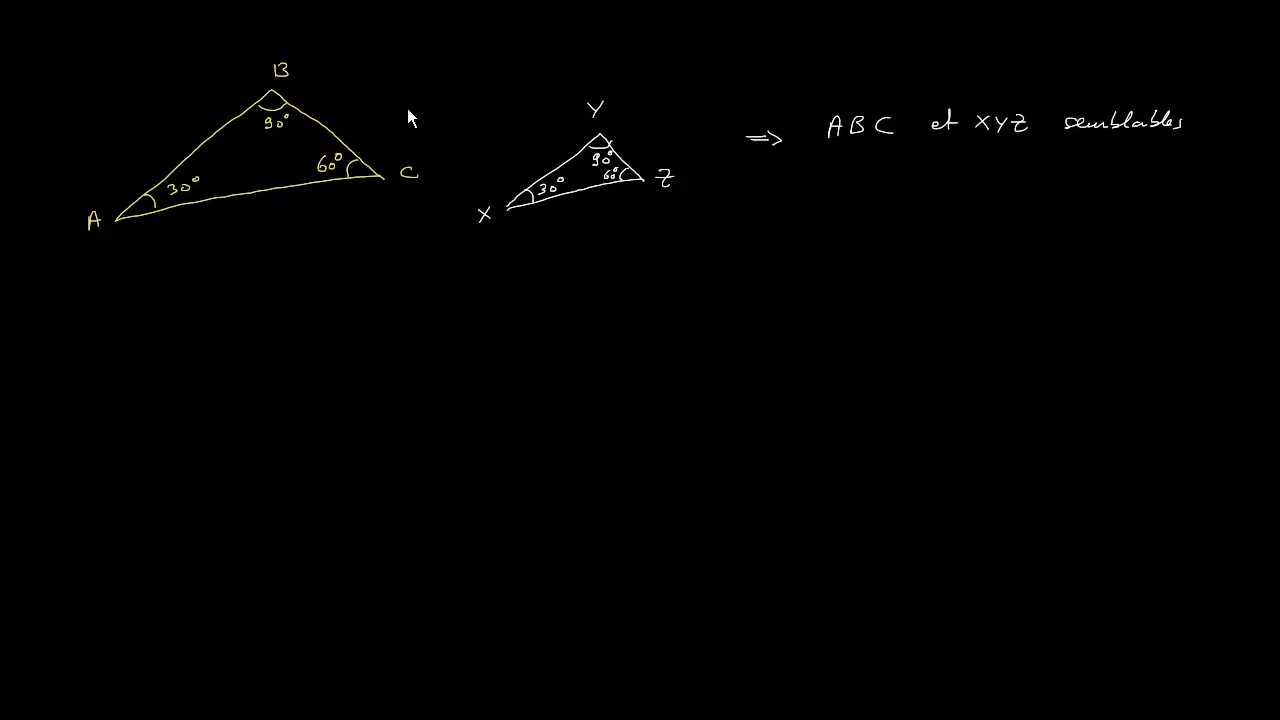 B
90°
60°
C
30°
A
Y
90°
60°
Z
30°
X
⇒ ABC et XYZ semblables